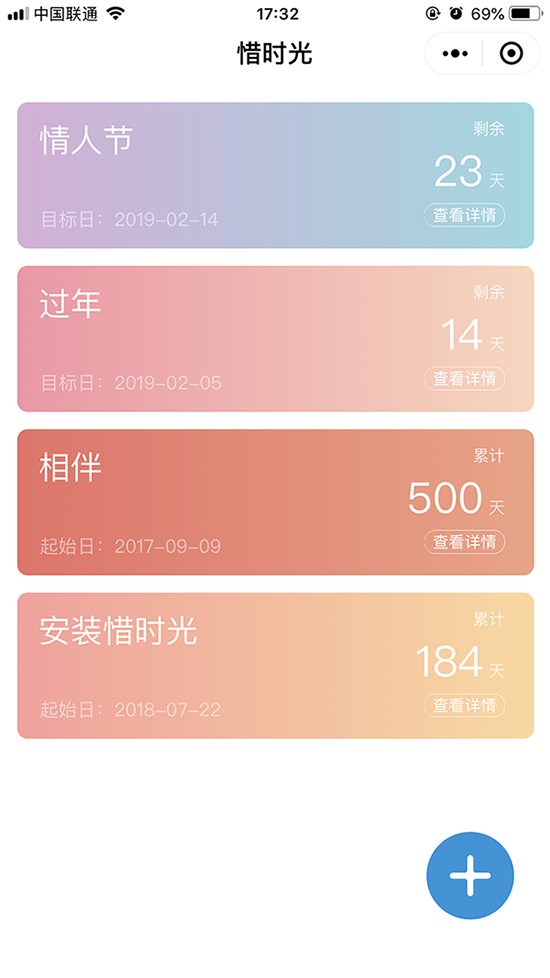 中国联通 17:32 69%
惜时光
情人节
剩余
23 天
目标日：2019-02-14
查看详情
过年
剩余
14 天
目标日：2019-02-05
查看详情
相伴
累计
500 天
起始日：2017-09-09
查看详情
安装惜时光
累计
184 天
起始日：2018-07-22
查看详情